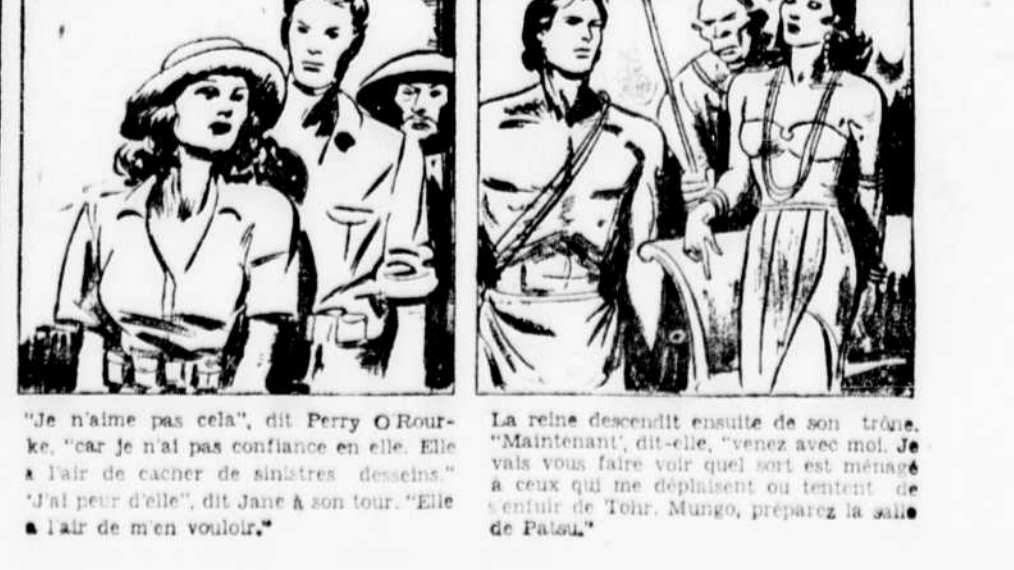 "Je n'aime pas cela", dit Perry O'Rour-
ke, "car je n'ai pas confiance en elle. Elle
a l'air de cacher de sinistres desseins."
"J'ai peur d'elle", dit Jane à son tour. "Elle
a l'air de m'en vouloir."
La reine descendit ensuite de son trône.
"Maintenant', dit-elle, "venez avec moi. Je
vais vous faire voir quel sort est ménagé
à ceux qui me déplaisent ou tentent de
s'enfuir de Tohr. Mungo, préparez la salle
de Patsu."